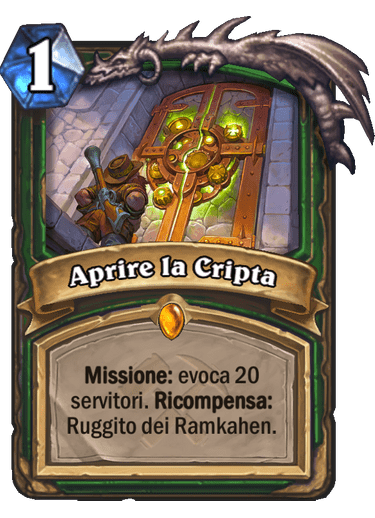 1
Aprire la Cripta
Missione: evoca 20
servitori. Ricompensa:
Ruggito dei Ramkahen.